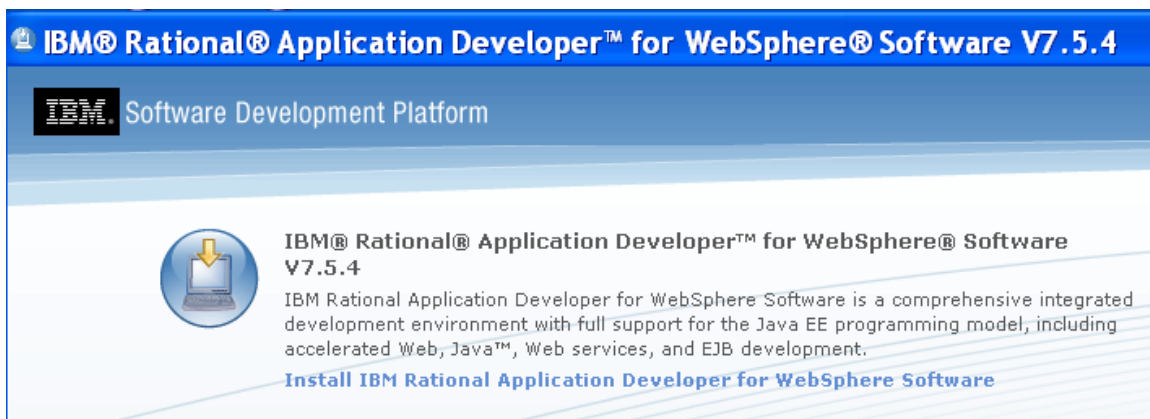 IBM® Rational® Application Developer™ for WebSphere® Software V7.5.4
IBM. Software Development Platform
IBM® Rational® Application Developer™ for WebSphere® Software
V7.5.4
IBM Rational Application Developer for WebSphere Software is a comprehensive integrated
development environment with full support for the Java EE programming model, including
accelerated Web, Java™, Web services, and EJB development.
Install IBM Rational Application Developer for WebSphere Software